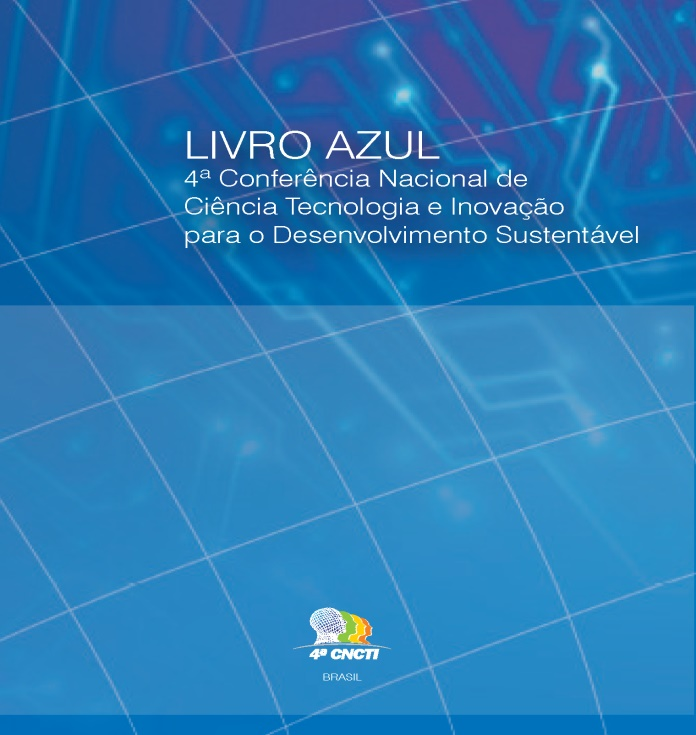 LIVRO AZUL
4ª Conferência Nacional de
Ciência Tecnologia e Inovação
para o Desenvolvimento Sustentável
4ª CNCTI
BRASIL